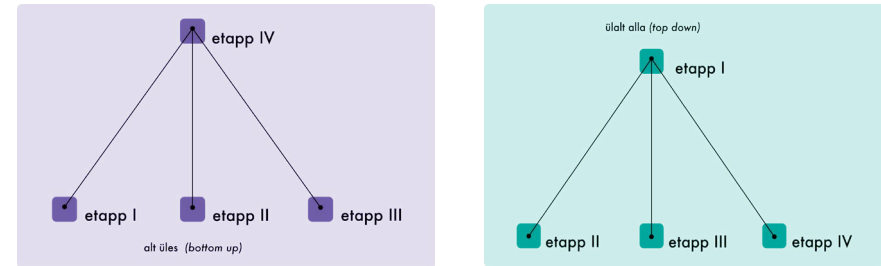 etapp IV
etapp I
etapp II
etapp III
alt üles (bottom up)
ülalt alla (top down)
etapp I
etapp II
etapp III
etapp IV